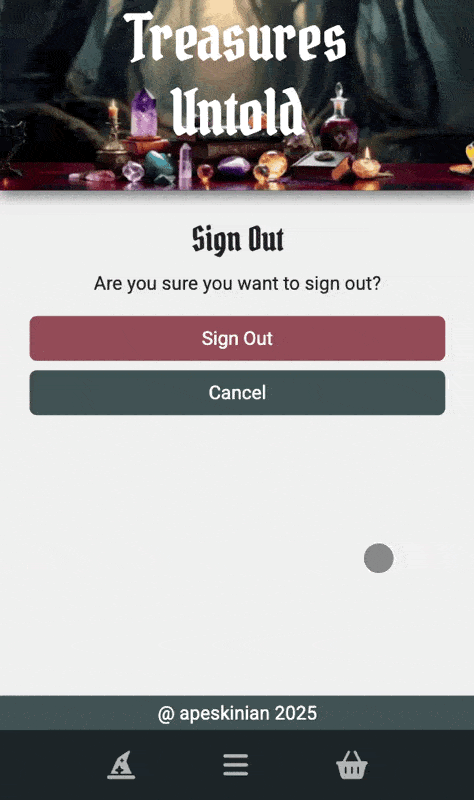 Treasures
Untold
Sign Out
Are you sure you want to sign out?
Sign Out
Cancel
@ apeskinian 2025